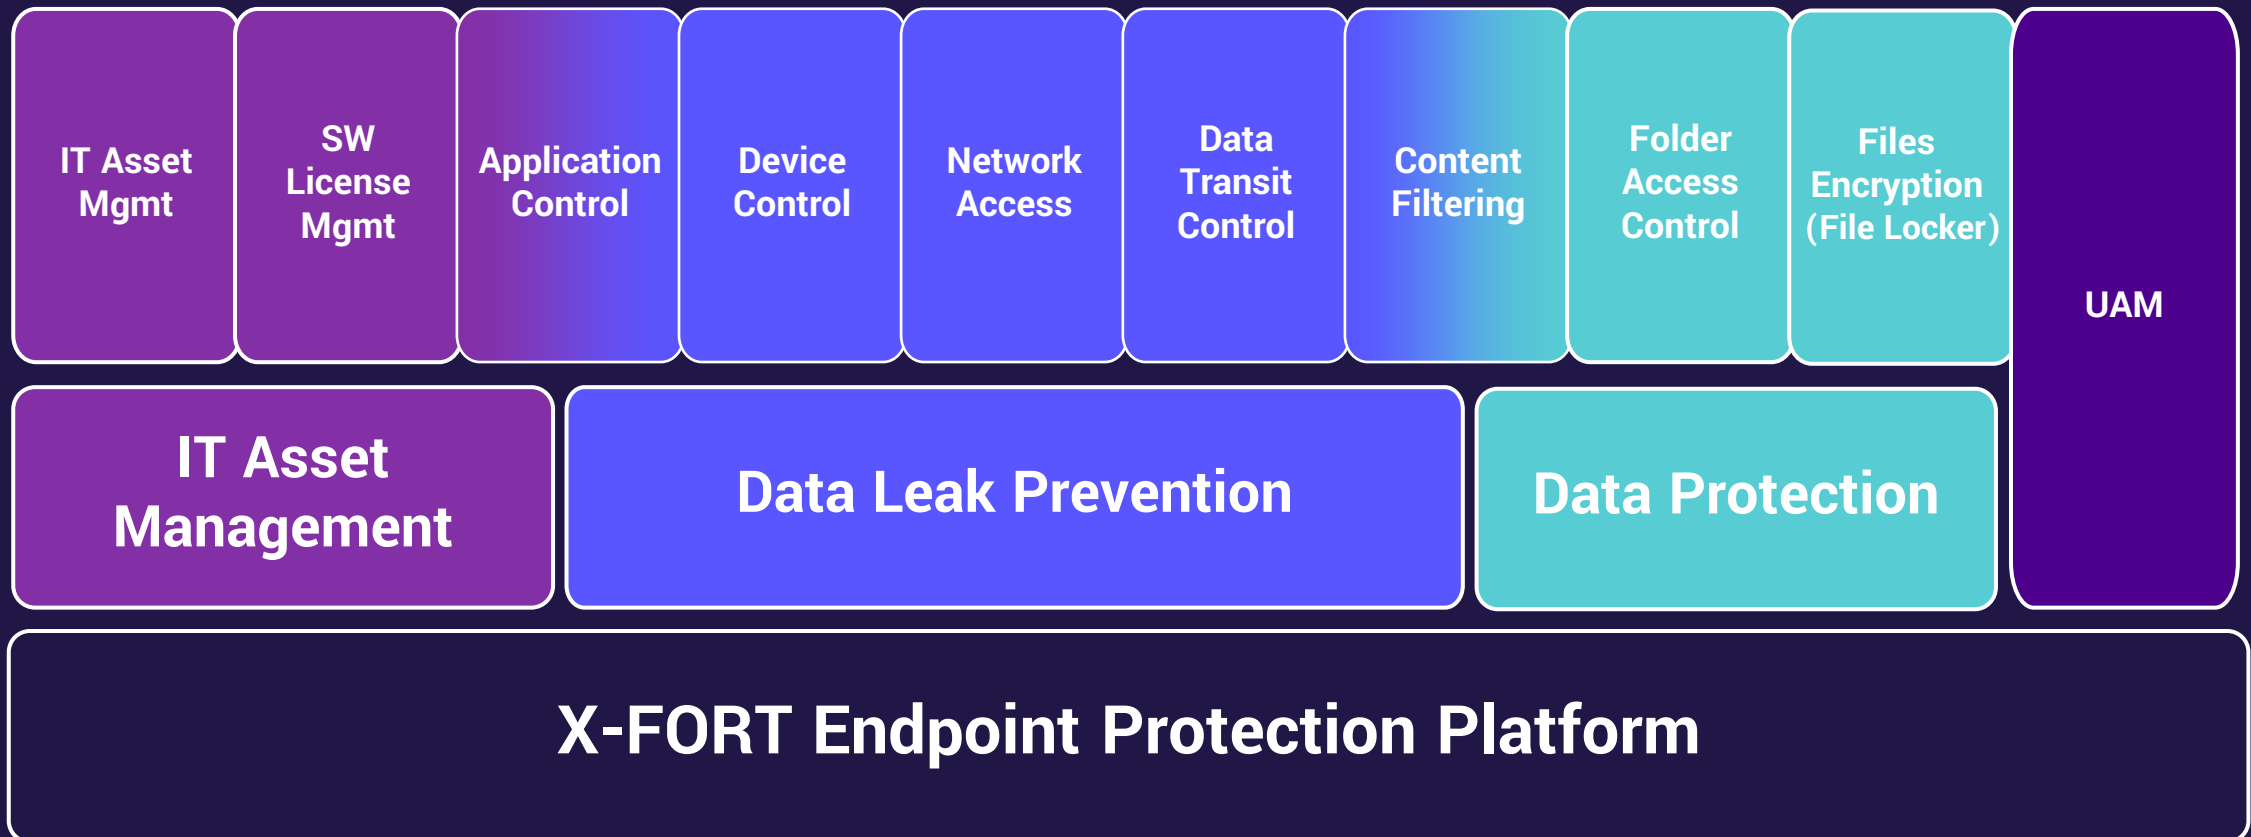 IT Asset
Mgmt
SW
License
Mgmt
Application
Control
Device
Control
Network
Access
Data
Transit
Control
Content
Filtering
Folder
Access
Control
Files
Encryption
(File Locker)
UAM
IT Asset
Management
Data Leak Prevention
Data Protection
X-FORT Endpoint Protection Platform